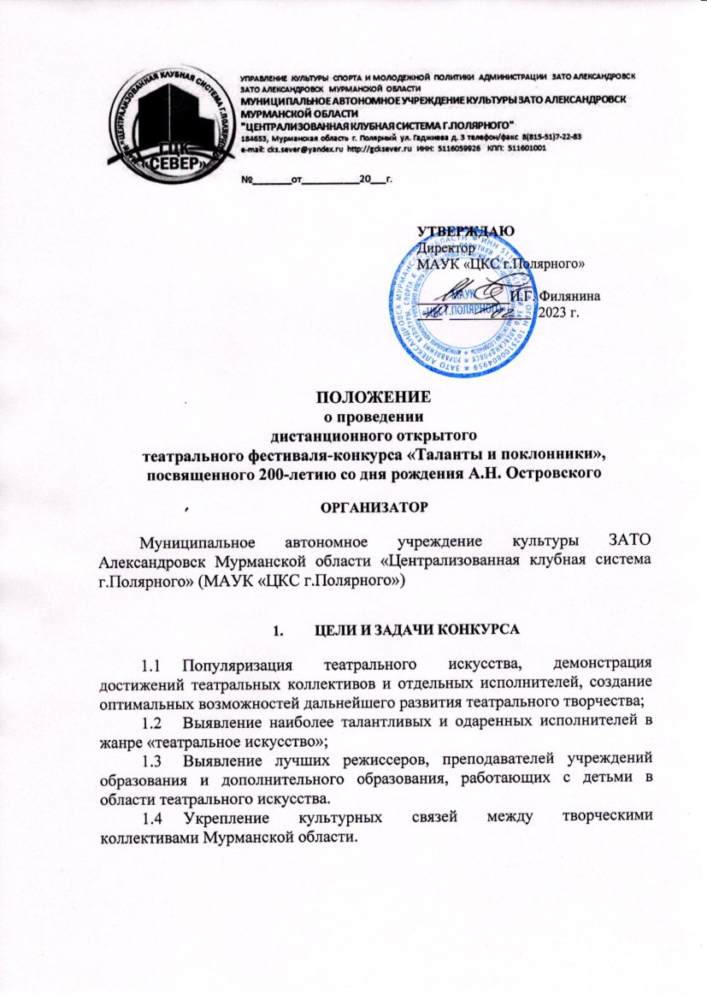 УПРАВЛЕНИЕ КУЛЬТУРЫ СПОРТА И МОЛОДЕЖНОЙ ПОЛИТИКИ АДМИНИСТРАЦИИ ЗАТО АЛЕКСАНДРОВСК
ЗАТО АЛЕКСАНДРОВСК МУРМАНСКОЙ ОБЛАСТИ
МУНИЦИПАЛЬНОЕ АВТОНОМНОЕ УЧРЕЖДЕНИЕ КУЛЬТУРЫ ЗАТО АЛЕКСАНДРОВСК
МУРМАНСКОЙ ОБЛАСТИ
"ЦЕНТРАЛИЗОВАННАЯ КЛУБНАЯ СИСТЕМА Г.ПОЛЯРНОГО"
184653, Мурманская область г. Полярный ул. Гаджиева д. 3 телефон/факс 8(815-51)7-22-83
e-mail: cks.sever@yandex.ru http://gcksever.ru ИНН: 5116059926 КПП: 511601001
МАУК «ЦЕНТРАЛИЗОВАННАЯ КЛУБНАЯ СИСТЕМА Г.ПОЛЯРНОГО»
ГЦК
«СЕВЕР»
№________от____________20___г.
УТВЕРЖДАЮ
Директор
МАУК «ЦКС г.Полярного»
И.Г. Филянина
2023 г.
МАУК
«ЦКС Г.ПОЛЯРНОГО»
ПОЛОЖЕНИЕ
о проведении
дистанционного открытого
театрального фестиваля-конкурса «Таланты и поклонники»,
посвященного 200-летию со дня рождения А.Н. Островского
ОРГАНИЗАТОР
Муниципальное автономное учреждение культуры ЗАТО
Александровск Мурманской области «Централизованная клубная система
г.Полярного» (МАУК «ЦКС г.Полярного»)
1. ЦЕЛИ И ЗАДАЧИ КОНКУРСА
1.1 Популяризация театрального искусства, демонстрация
достижений театральных коллективов и отдельных исполнителей, создание
оптимальных возможностей дальнейшего развития театрального творчества;
1.2 Выявление наиболее талантливых и одаренных исполнителей в
жанре «театральное искусство»;
1.3 Выявление лучших режиссеров, преподавателей учреждений
образования и дополнительного образования, работающих с детьми в
области театрального искусства.
1.4 Укрепление культурных связей между творческими
коллективами Мурманской области.